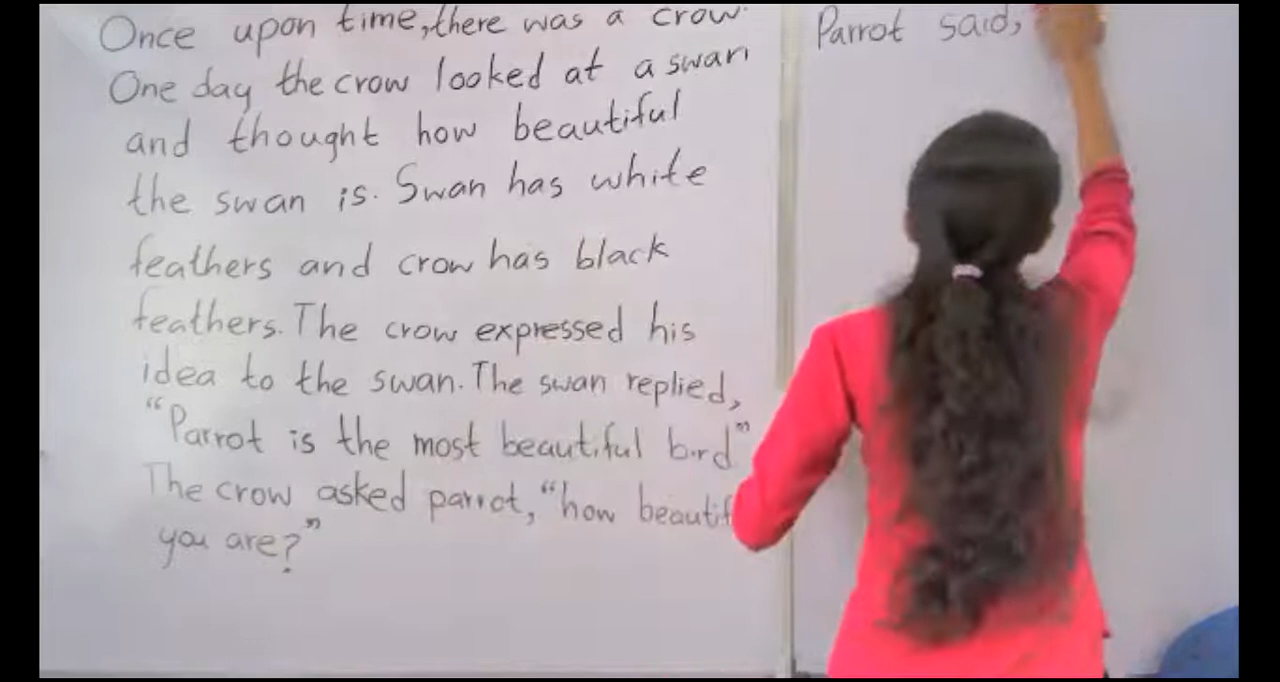 Once upon time, there was a crow.
One day the crow looked at a swan
and thought how beautiful
the swan is. Swan has white
feathers and crow has black
feathers. The crow expressed his
idea to the swan. The swan replied,
"Parrot is the most beautiful bird"
The crow asked parrot, "how
you are?"
Parrot said,